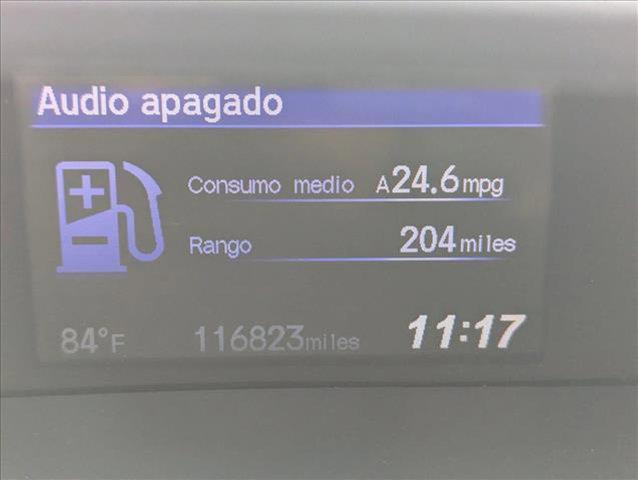 Audio apagado
Consumo medio A24.6mpg
Rango 204miles
84°F 116823miles 11:17